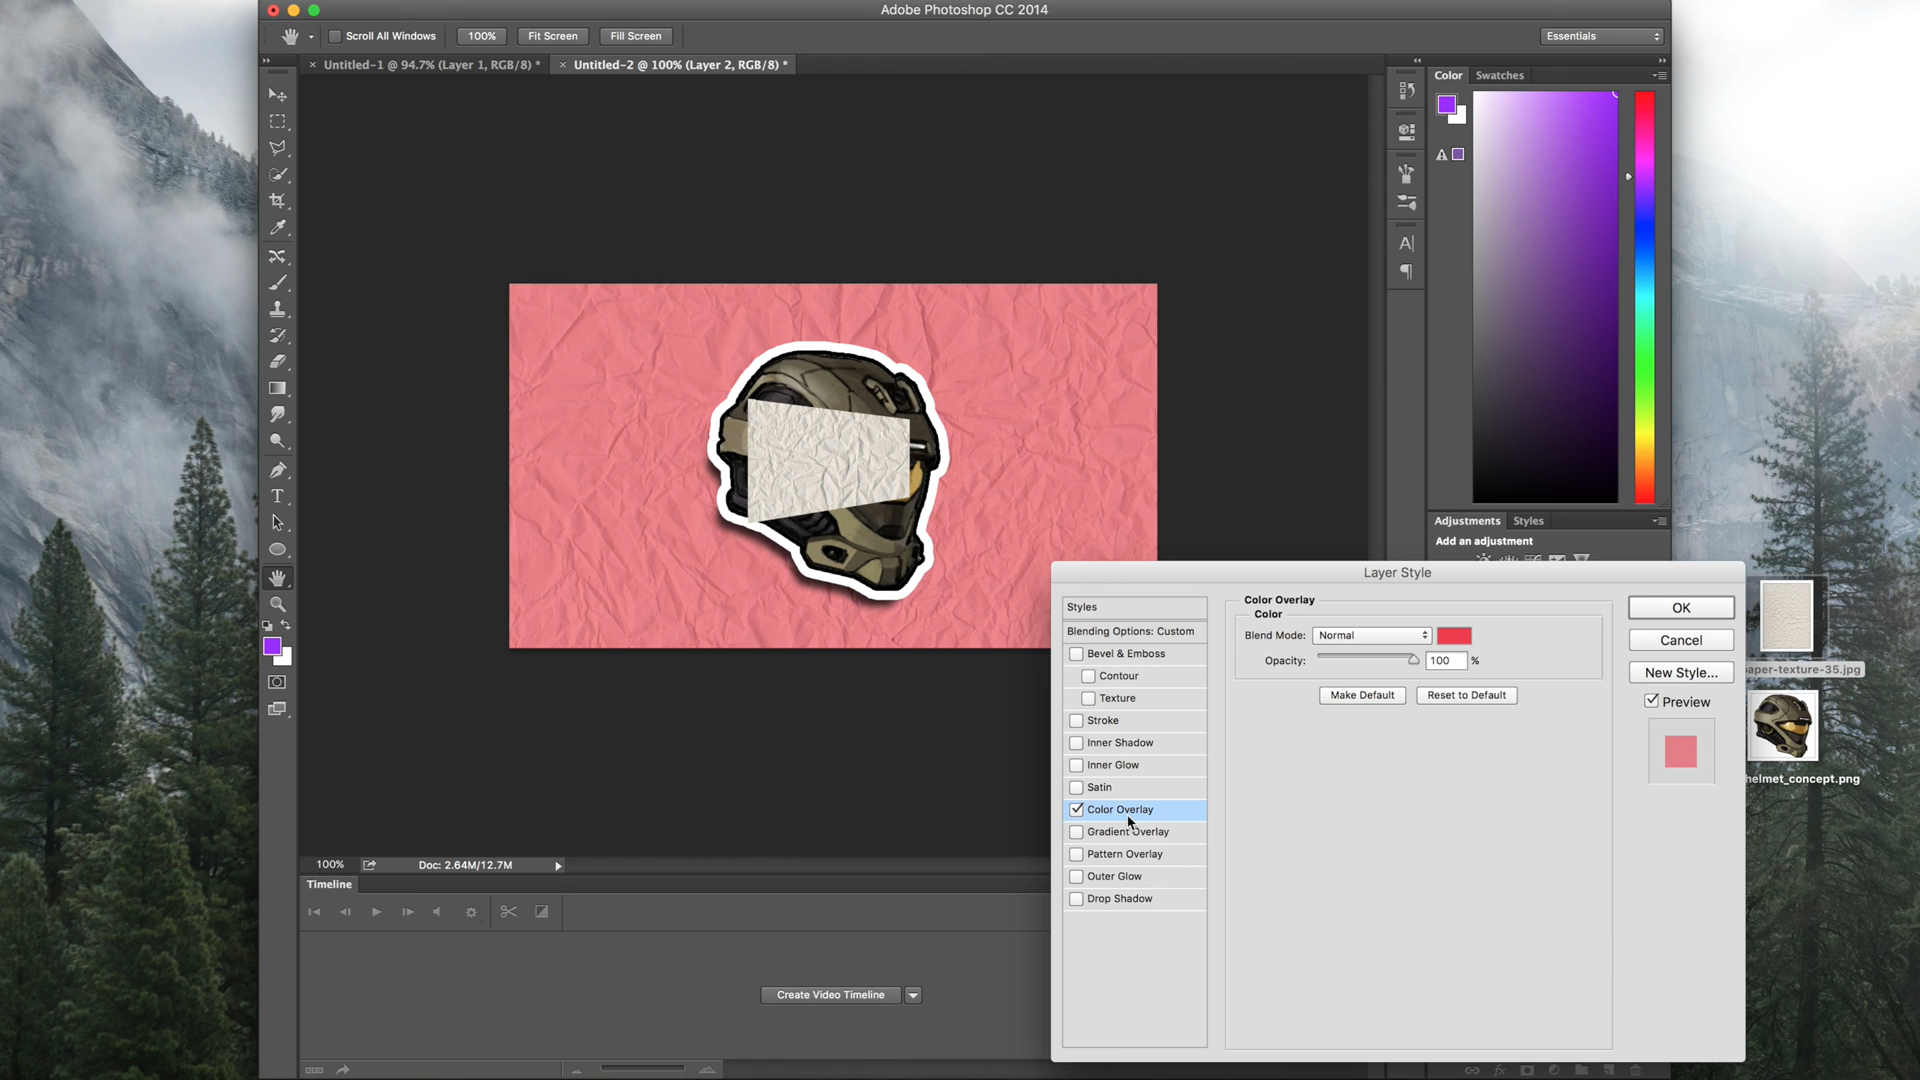 Adobe Photoshop CC 2014
Scroll All Windows
100%
Fit Screen
Fill Screen
Essentials
Untitled-1 @ 94.7% (Layer 1, RGB/8) *
Untitled-2 @ 100% (Layer 2, RGB/8) *
Color
Swatches
Adjustments
Styles
Add an adjustment
Layer Style
Styles
Blending Options: Custom
Bevel & Emboss
Contour
Texture
Stroke
Inner Shadow
Inner Glow
Satin
Color Overlay
Gradient Overlay
Pattern Overlay
Outer Glow
Drop Shadow
Color Overlay
Color
Blend Mode: Normal
Opacity: 100 %
Make Default
Reset to Default
OK
Cancel
New Style...
Preview
aper-texture-35.jpg
helmet_concept.png
100%
Doc: 2.64M/12.7M
Timeline
Create Video Timeline